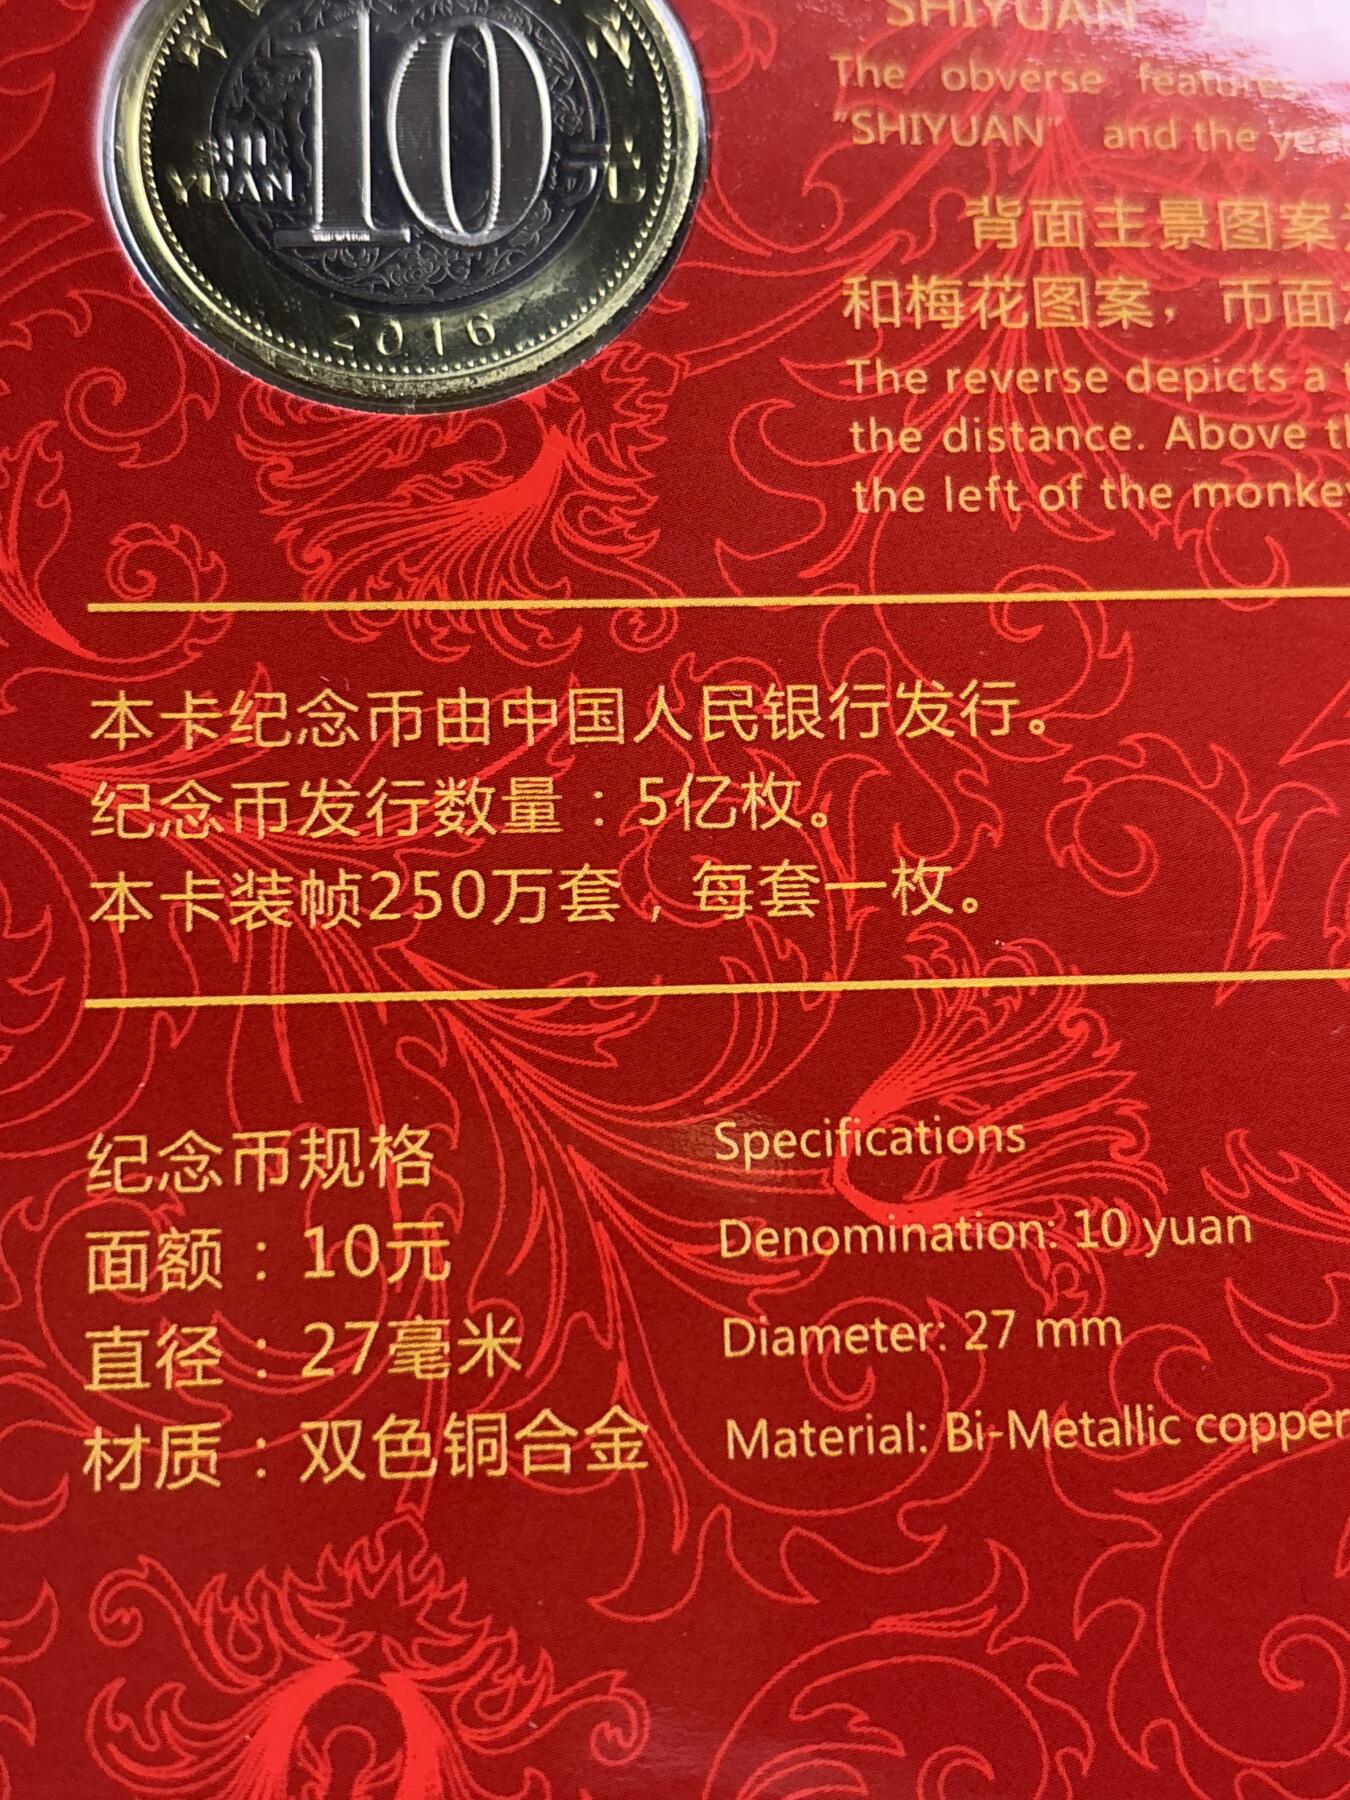 10
SHI
YUAN
元
2016
SHIYUAN
The obverse features
"SHIYUAN" and the yea
背面主景图案
和梅花图案，币面
The reverse depicts a
the distance. Above t
the left of the monkey
本卡纪念币由中国人民银行发行。
纪念币发行数量：5亿枚。
本卡装帧250万套，每套一枚。
纪念币规格
Specifications
面额：10元
Denomination: 10 yuan
直径：27毫米
Diameter: 27 mm
材质：双色铜合金
Material: Bi-Metallic copper